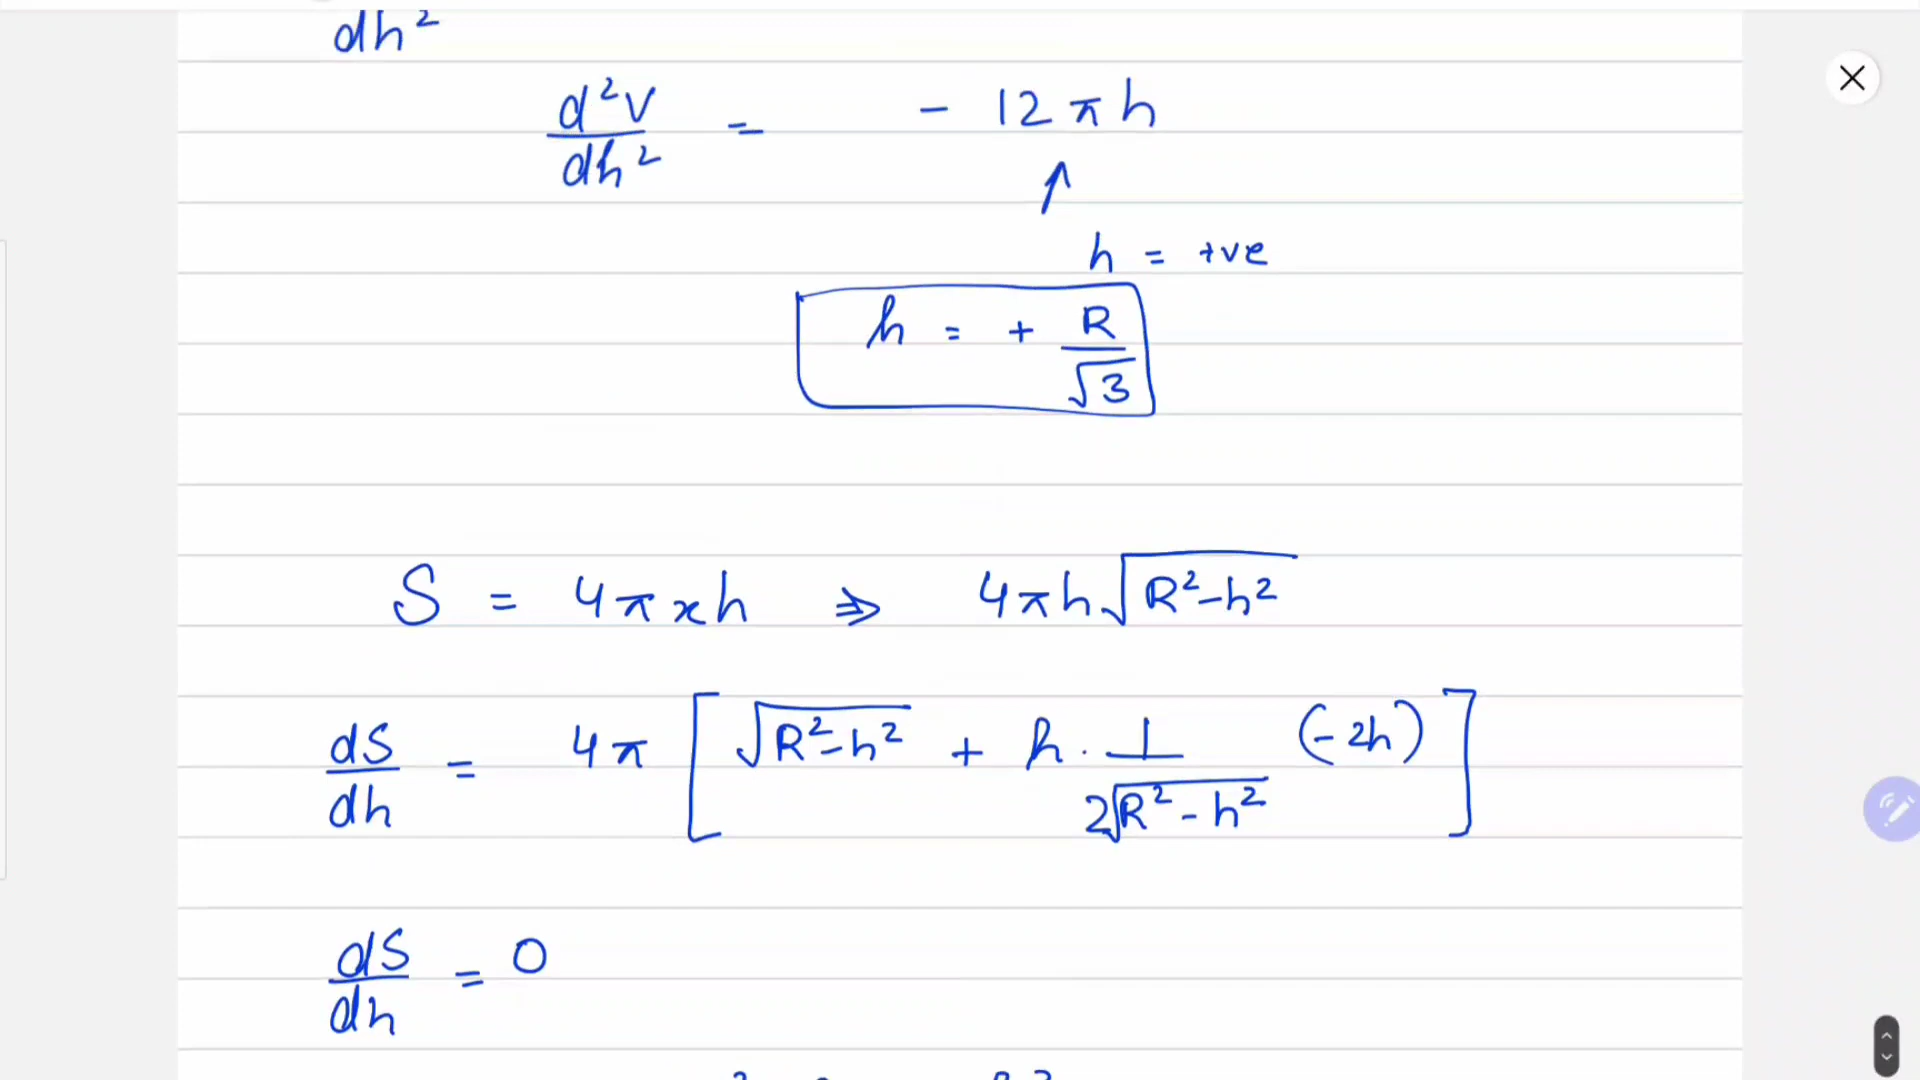 dh²
d²V/dh² = - 12πh
↑
h = +ve
h = + R/√3
S = 4πxh ⇒ 4πh√(R²-h²)
dS/dh = 4π [ √(R²-h²) + h · 1/(2√(R²-h²)) (-2h) ]
dS/dh = 0